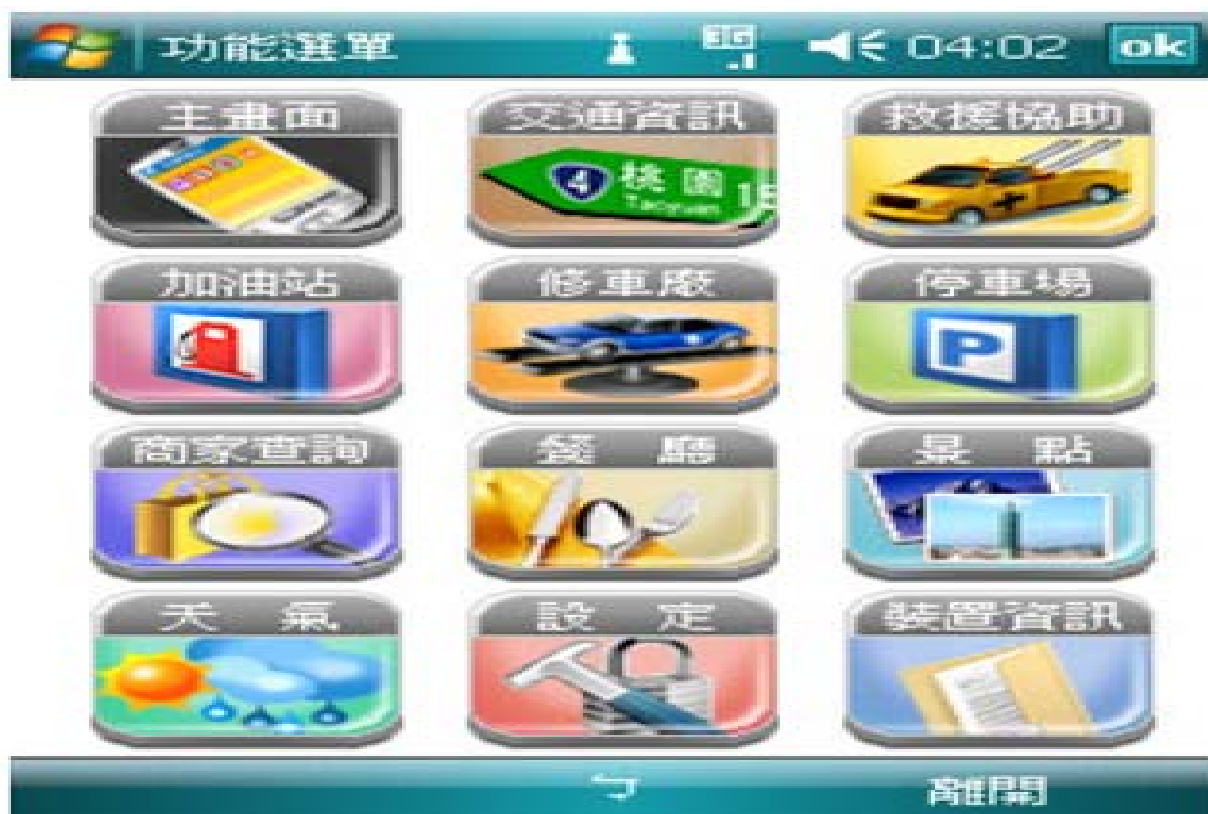 功能選單 3G 04:02 ok
主畫面 交通資訊 救援協助
4 桃園
Taoyuan
加油站 修車廠 停車場
P
商家查詢 餐廳 景點
天氣 設定 裝置資訊
ㄅ 離開